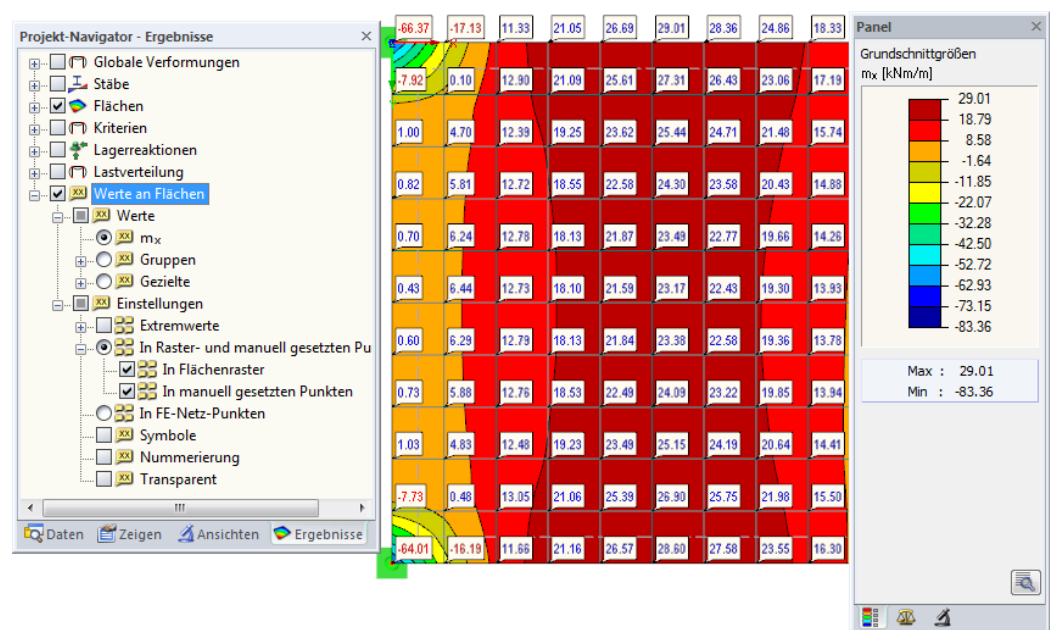 Projekt-Navigator - Ergebnisse
Globale Verformungen
Stäbe
Flächen
Kriterien
Lagerreaktionen
Lastverteilung
Werte an Flächen
Werte
mx
Gruppen
Gezielte
Einstellungen
Extremwerte
In Raster- und manuell gesetzten Pu
In Flächenraster
In manuell gesetzten Punkten
In FE-Netz-Punkten
Symbole
Nummerierung
Transparent
Daten Zeigen Ansichten Ergebnisse
-66.37 -17.13 11.33 21.05 26.69 29.01 28.36 24.86 18.33
-7.92 0.10 12.90 21.09 25.61 27.31 26.43 23.06 17.19
1.00 4.70 12.39 19.25 23.62 25.44 24.71 21.48 15.74
0.82 5.81 12.72 18.55 22.58 24.30 23.58 20.43 14.88
0.70 6.24 12.78 18.13 21.87 23.49 22.77 19.66 14.26
0.43 6.44 12.73 18.10 21.59 23.17 22.43 19.30 13.93
0.60 6.29 12.79 18.13 21.84 23.38 22.58 19.36 13.78
0.73 5.88 12.76 18.53 22.49 24.09 23.22 19.85 13.94
1.03 4.83 12.48 19.23 23.49 25.15 24.19 20.64 14.41
-7.73 0.48 13.05 21.06 25.39 26.90 25.75 21.98 15.50
-64.01 -16.19 11.66 21.16 26.57 28.60 27.58 23.55 16.30
Panel
Grundschnittgrößen
mx [kNm/m]
29.01
18.79
8.58
-1.64
-11.85
-22.07
-32.28
-42.50
-52.72
-62.93
-73.15
-83.36
Max : 29.01
Min : -83.36